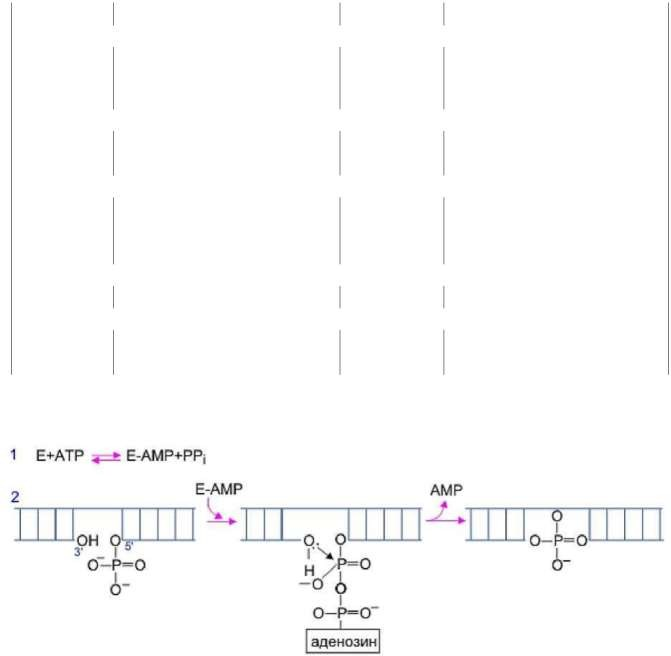 1 E+ATP ⇌ E-AMP+PPi
2
E-AMP AMP
O
3' OH O 5' O: O O–P=O
O⁻–P=O H P=O O⁻
O⁻ –O O
O–P=O⁻
аденозин